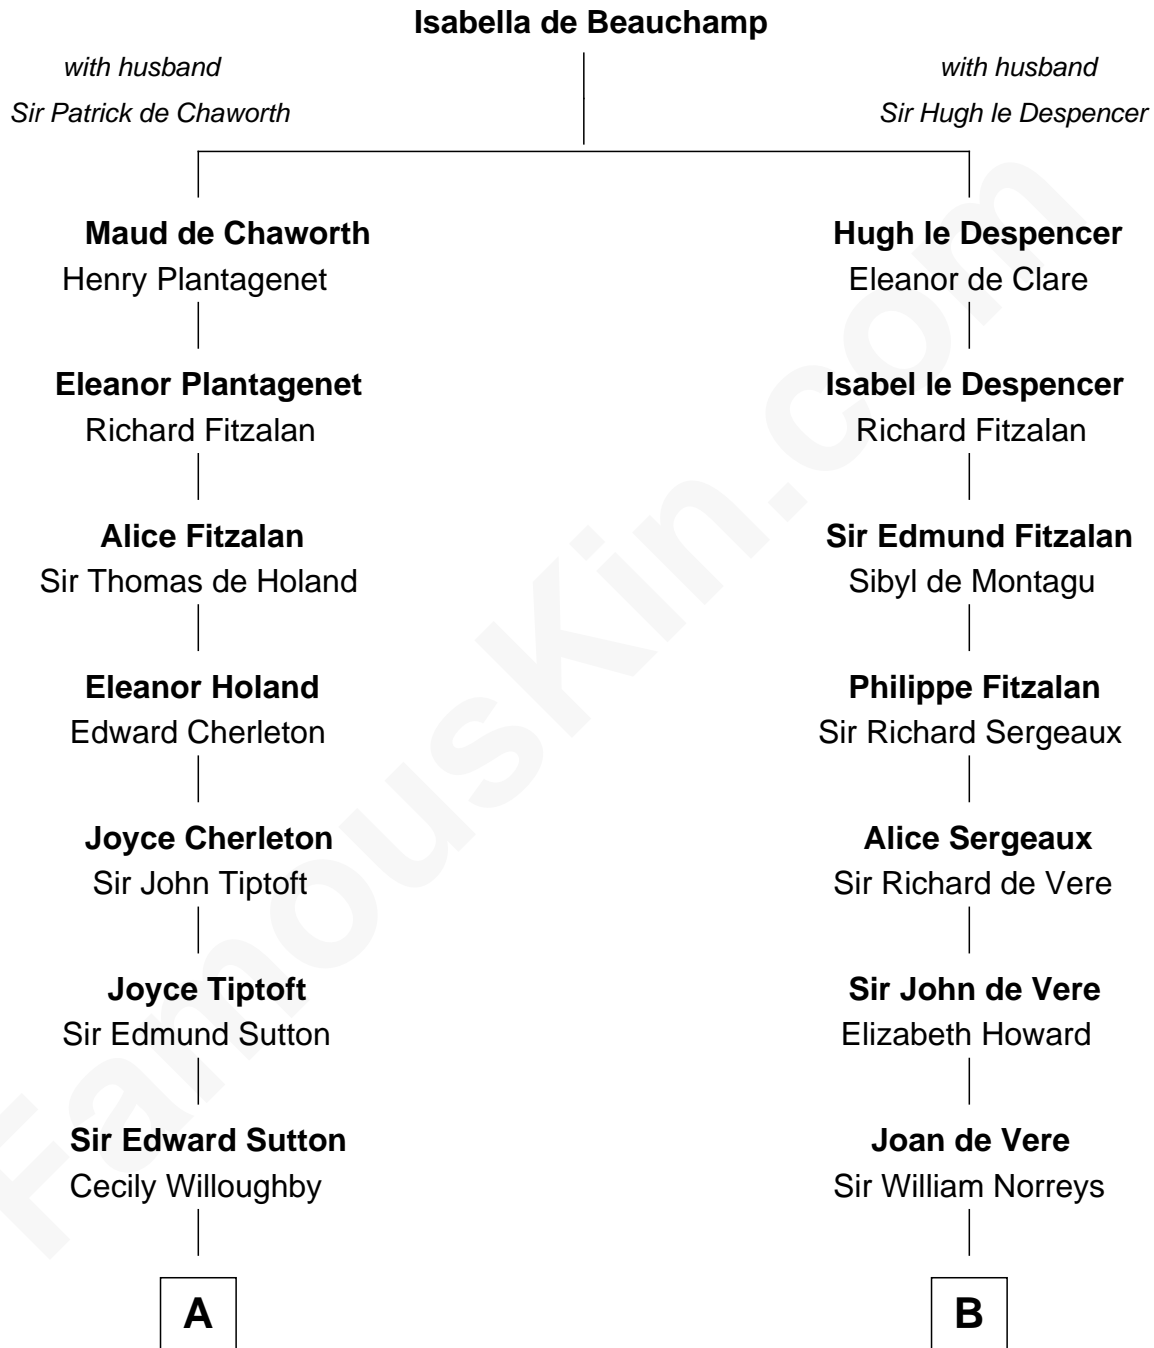 Isabella de Beauchamp
with husband
Sir Patrick de Chaworth
with husband
Sir Hugh le Despencer
Maud de Chaworth
Henry Plantagenet
Hugh le Despencer
Eleanor de Clare
Eleanor Plantagenet
Richard Fitzalan
Isabel le Despencer
Richard Fitzalan
Alice Fitzalan
Sir Thomas de Holand
Sir Edmund Fitzalan
Sibyl de Montagu
Eleanor Holand
Edward Cherleton
Philippe Fitzalan
Sir Richard Sergeaux
Joyce Cherleton
Sir John Tiptoft
Alice Sergeaux
Sir Richard de Vere
Joyce Tiptoft
Sir Edmund Sutton
Sir John de Vere
Elizabeth Howard
Sir Edward Sutton
Cecily Willoughby
Joan de Vere
Sir William Norreys
A
B
FamousKin.com